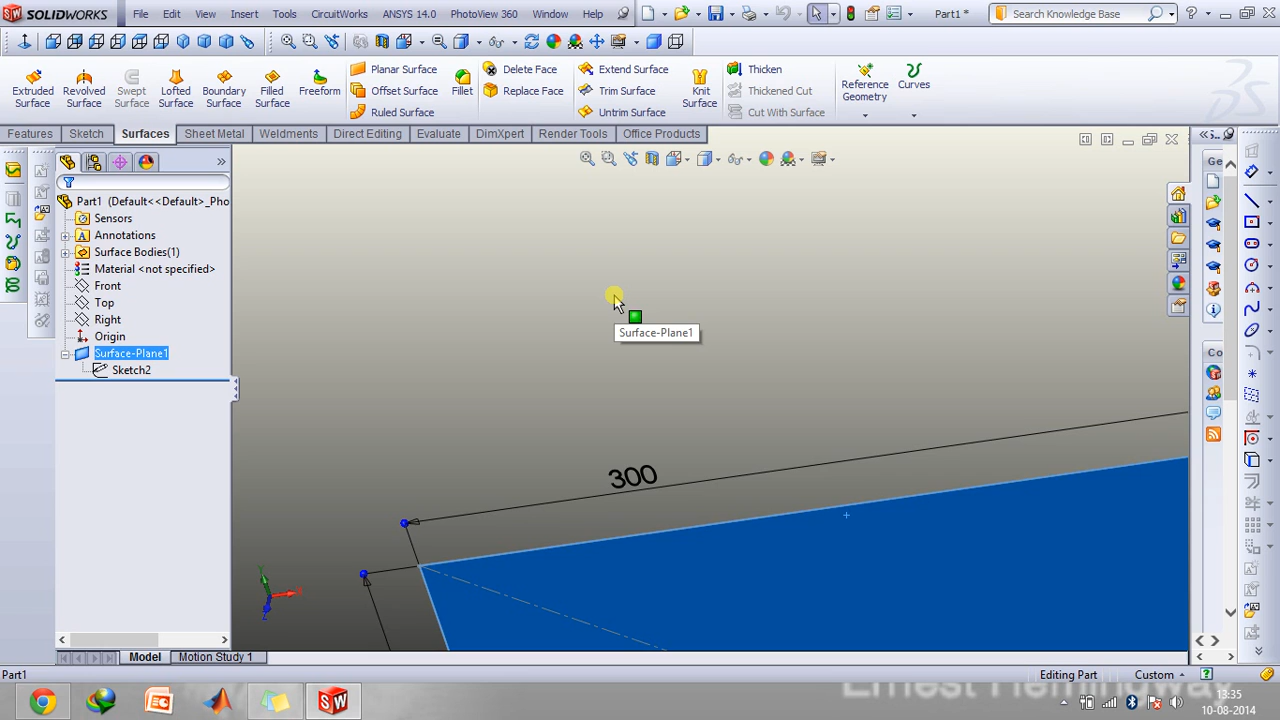 SOLIDWORKS File Edit View Insert Tools CircuitWorks ANSYS 14.0 PhotoView 360 Window Help Part1 * Search Knowledge Base
Extruded Surface
Revolved Surface
Swept Surface
Lofted Surface
Boundary Surface
Filled Surface
Freeform
Planar Surface
Offset Surface
Ruled Surface
Fillet
Delete Face
Replace Face
Extend Surface
Trim Surface
Untrim Surface
Knit Surface
Thicken
Thickened Cut
Cut With Surface
Reference Geometry
Curves
Features Sketch Surfaces Sheet Metal Weldments Direct Editing Evaluate DimXpert Render Tools Office Products
Part1 (Default<<Default>_Pho
Sensors
Annotations
Surface Bodies(1)
Material <not specified>
Front
Top
Right
Origin
Surface-Plane1
Sketch2
Surface-Plane1
300
Ge
Co
Model Motion Study 1
Part1 Editing Part Custom
Ernest Hemingway
13:35
10-08-2014